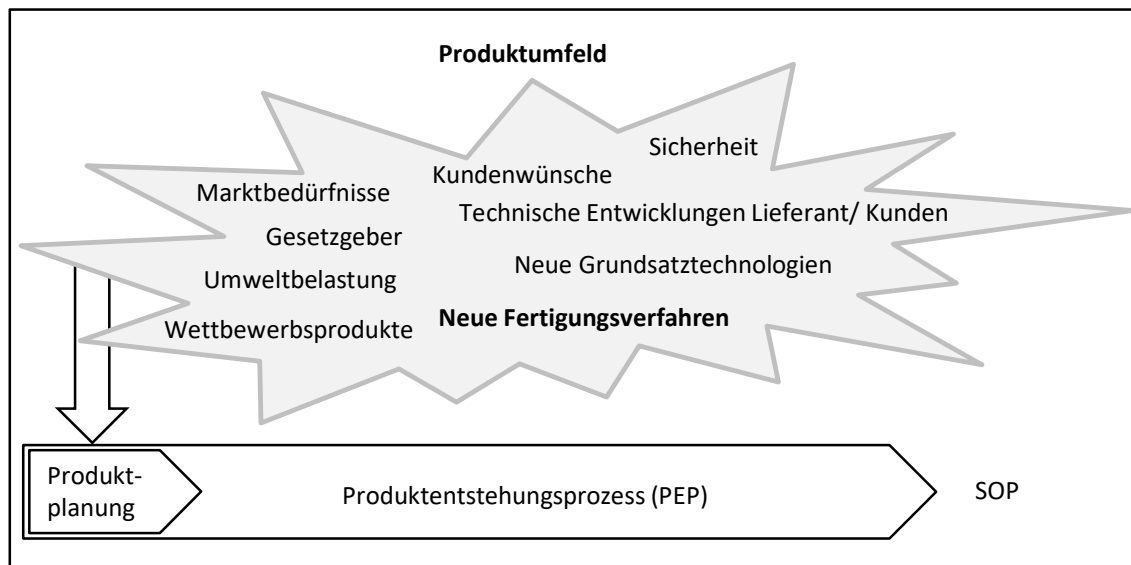 Produktumfeld
Sicherheit
Kundenwünsche
Marktbedürfnisse
Technische Entwicklungen Lieferant/ Kunden
Gesetzgeber
Neue Grundsatztechnologien
Umweltbelastung
Neue Fertigungsverfahren
Wettbewerbsprodukte
Produkt-
planung
Produktentstehungsprozess (PEP)
SOP